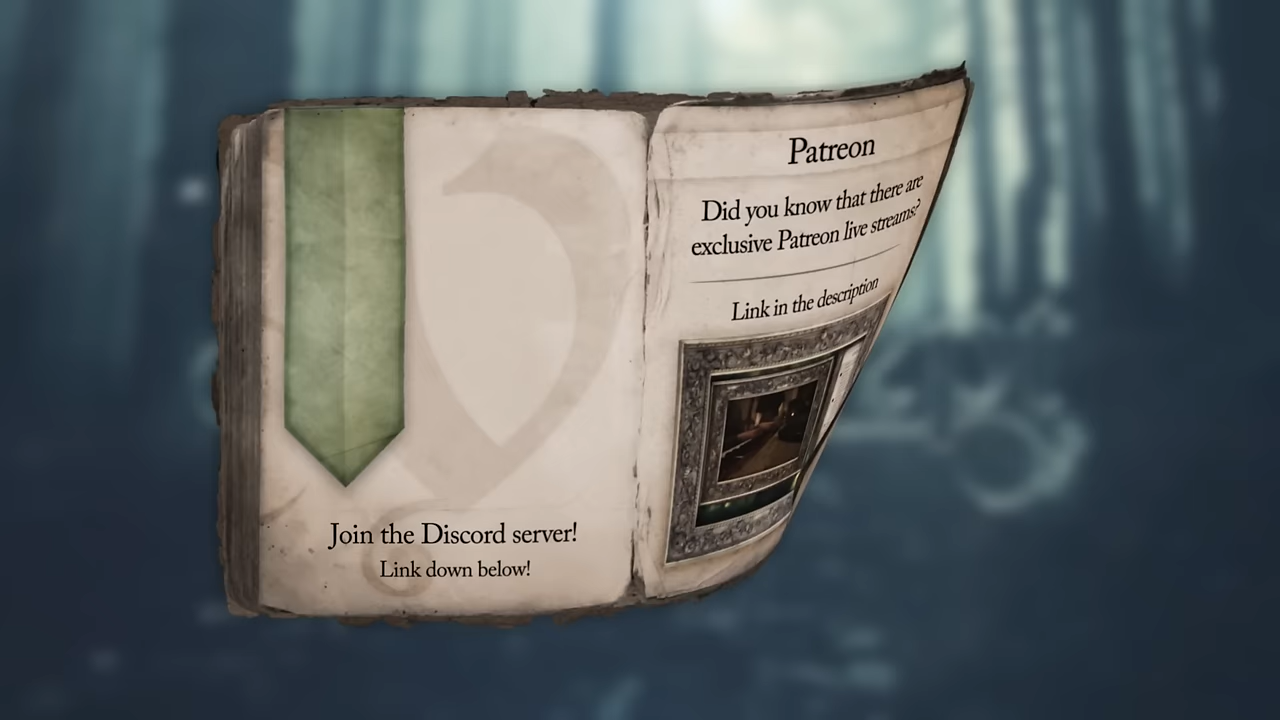 Join the Discord server!
Link down below!
Patreon
Did you know that there are
exclusive Patreon live streams?
Link in the description